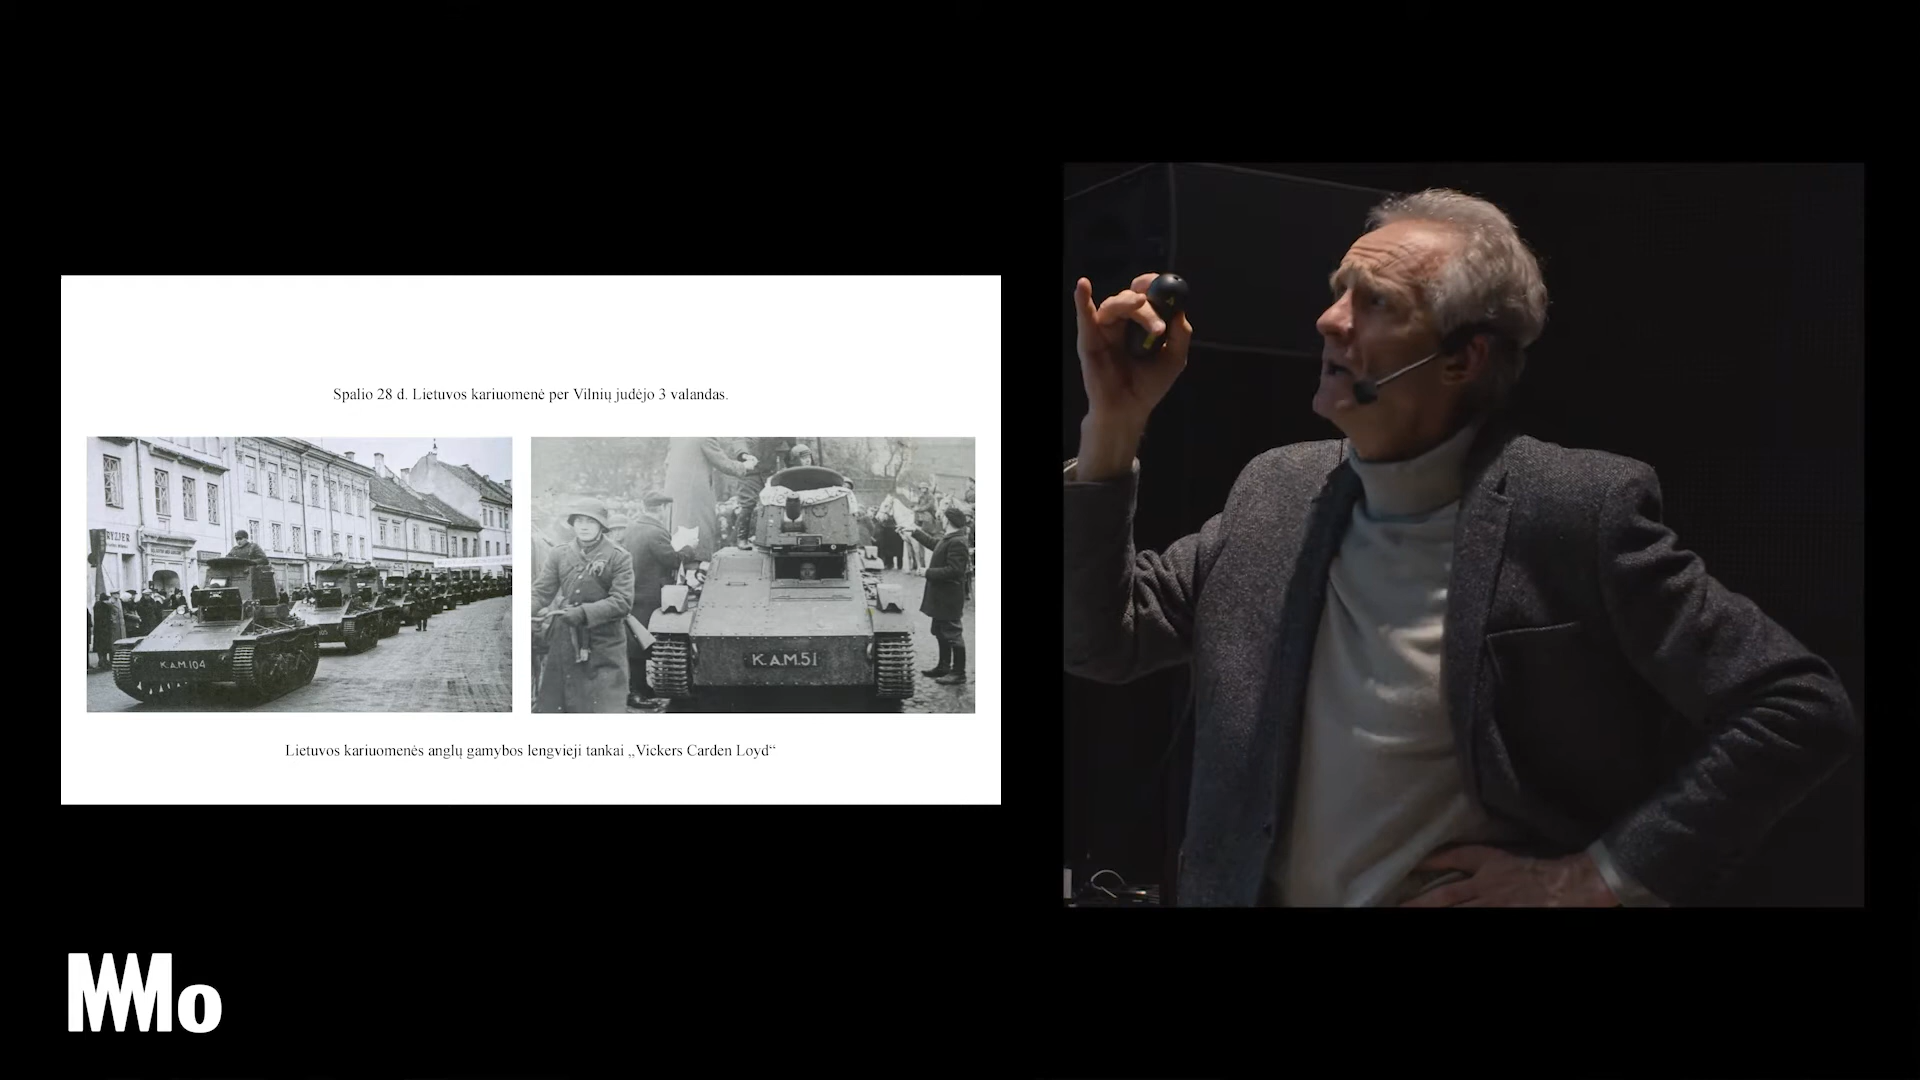 Spalio 28 d. Lietuvos kariuomenė per Vilnių judėjo 3 valandas.
K.A.M.104
K.A.M.51
Lietuvos kariuomenės anglų gamybos lengvieji tankai „Vickers Carden Loyd“
MMo